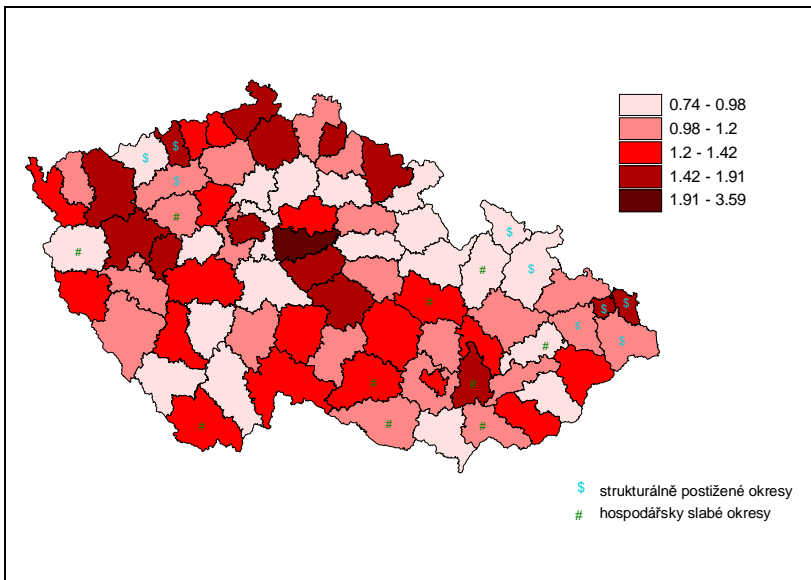 0.74 - 0.98
0.98 - 1.2
1.2 - 1.42
1.42 - 1.91
1.91 - 3.59
$
$
$
#
$
#
#
$
#
$
$
$
$
#
#
#
#
#
#
#
$ strukturálně postižené okresy
# hospodářsky slabé okresy